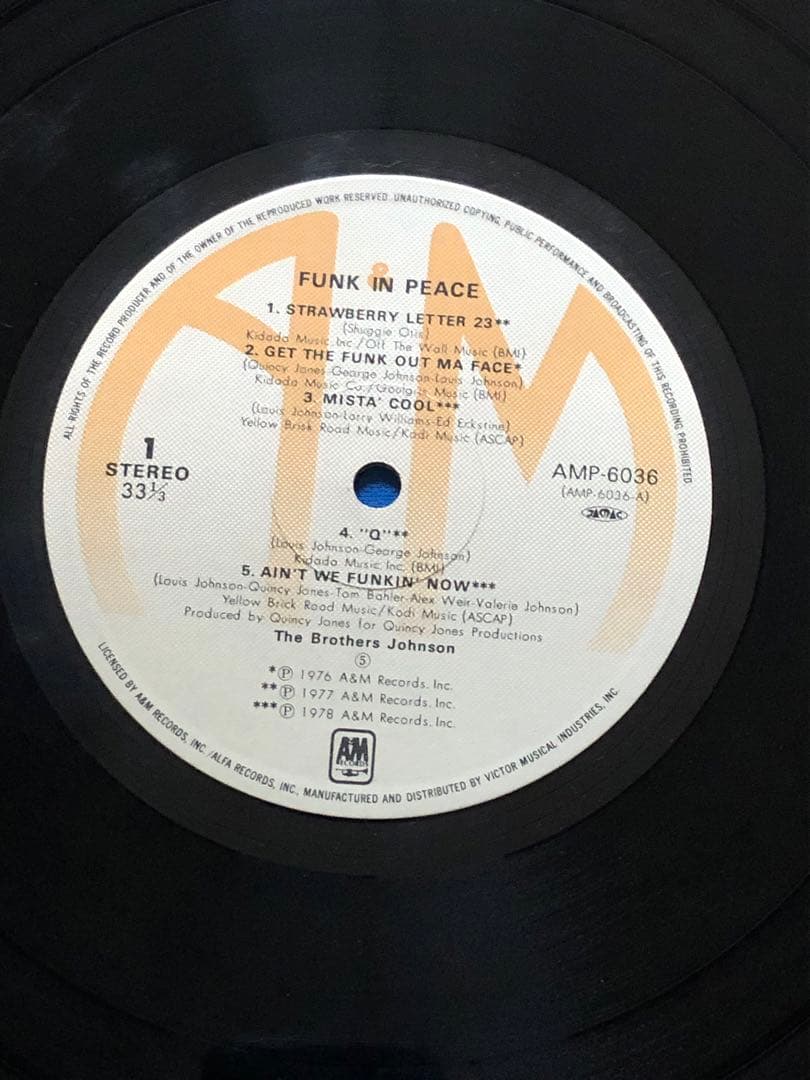 ALL RIGHTS OF THE RECORD PRODUCER AND OF THE OWNER OF THE REPRODUCED WORK RESERVED. UNAUTHORIZED COPYING, PUBLIC PERFORMANCE AND BROADCASTING OF THIS RECORDING PROHIBITED
A&M
FUNK IN PEACE
1. STRAWBERRY LETTER 23**
(Shuggie Otis)
Kidada Music Inc./Off The Wall Music (BMI)
2. GET THE FUNK OUT MA FACE*
(Quincy Jones-George Johnson-Louis Johnson)
Kidada Music Co./Goulgris Music (BMI)
3. MISTA' COOL***
(Louis Johnson-Larry Williams-Ed Eckstine)
Yellow Brisk Road Music/Kodi Music (ASCAP)
1
STEREO
33⅓
AMP-6036
(AMP-6036-A)
JASRAC
4. "Q"**
(Louis Johnson-George Johnson)
Kidada Music, Inc. (BMI)
5. AIN'T WE FUNKIN' NOW***
(Louis Johnson-Quincy Jones-Tom Bahler-Alex Weir-Valerie Johnson)
Yellow Brick Road Music/Kodi Music (ASCAP)
Produced by Quincy Jones for Quincy Jones Productions
The Brothers Johnson
Ⓢ
*Ⓟ 1976 A&M Records, Inc.
**Ⓟ 1977 A&M Records, Inc.
***Ⓟ 1978 A&M Records, Inc.
A&M
RECORDS
LICENSED BY A&M RECORDS, INC./ALFA RECORDS, INC., MANUFACTURED AND DISTRIBUTED BY VICTOR MUSICAL INDUSTRIES, INC.